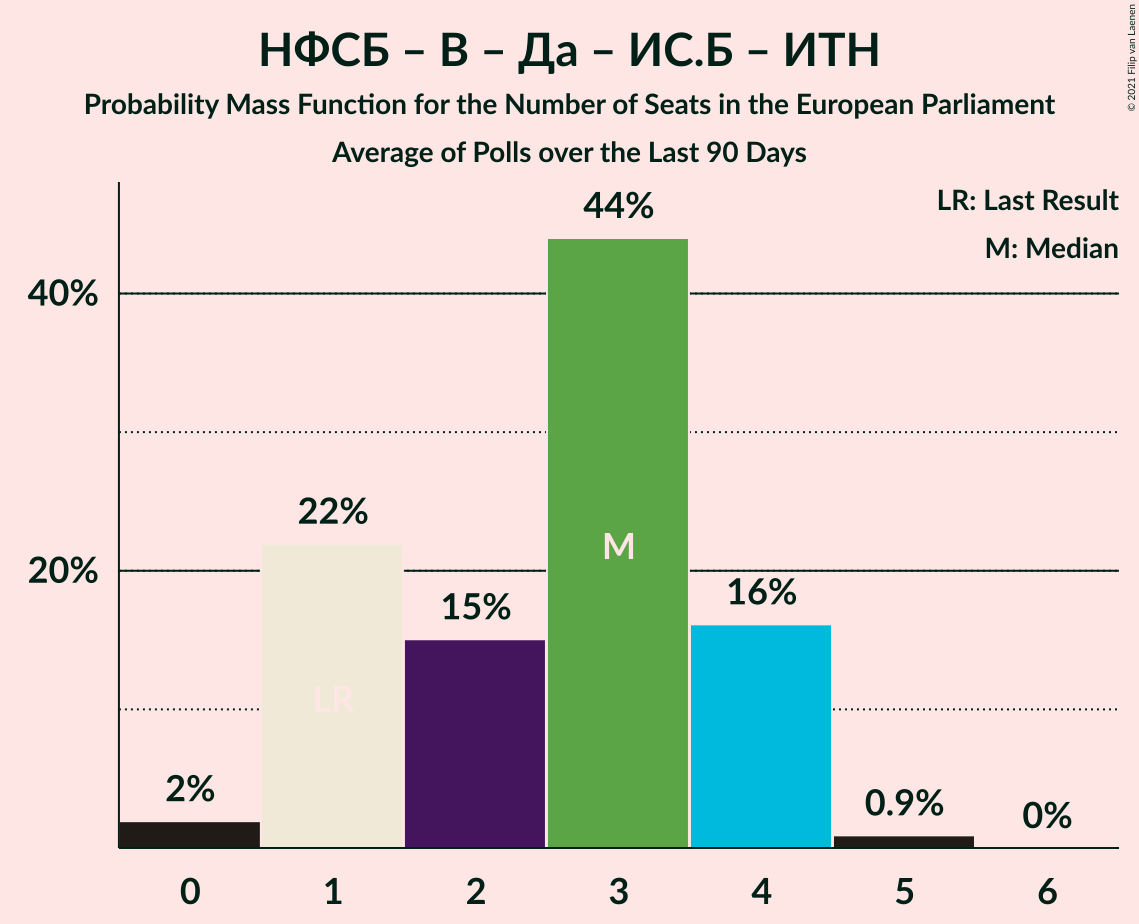 НФСБ – В – Да – ИС.Б – ИТН
Probability Mass Function for the Number of Seats in the European Parliament
Average of Polls over the Last 90 Days
© 2021 Filip van Laenen
LR: Last Result
M: Median
44%
40%
22%
M
20%
16%
15%
LR
2%
0.9%
0%
0 1 2 3 4 5 6